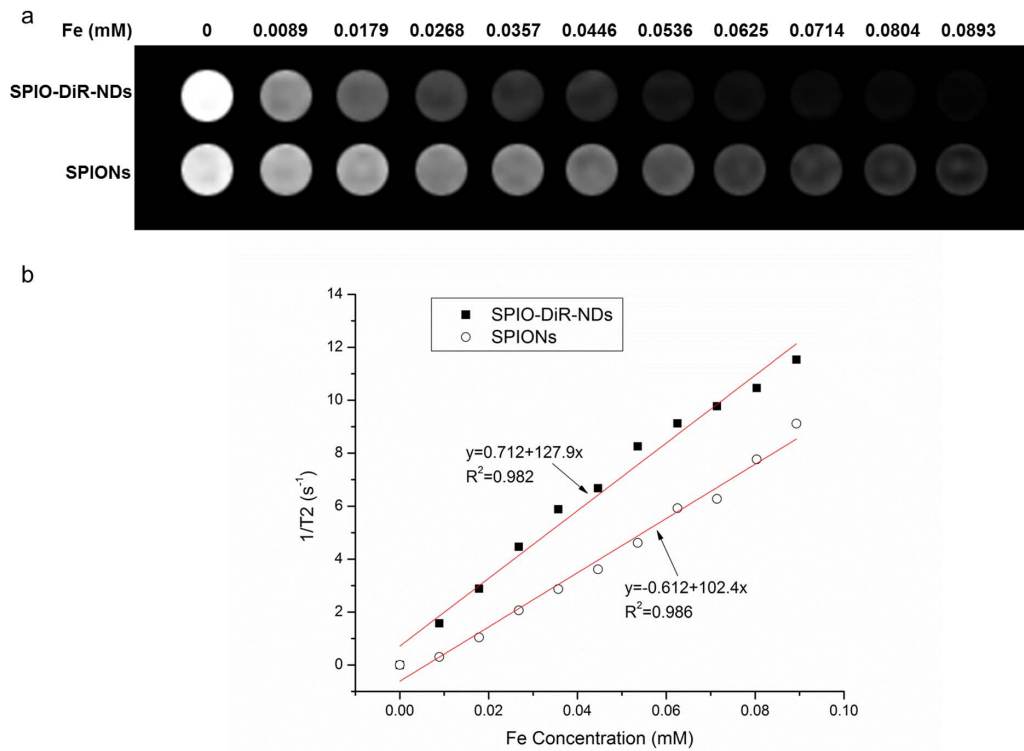 a
Fe (mM) 0 0.0089 0.0179 0.0268 0.0357 0.0446 0.0536 0.0625 0.0714 0.0804 0.0893
SPIO-DiR-NDs
SPIONs
b
14
12
10
8
6
4
2
0
1/T2 (s⁻¹)
SPIO-DiR-NDs
SPIONs
y=0.712+127.9x
R²=0.982
y=-0.612+102.4x
R²=0.986
0.00 0.02 0.04 0.06 0.08 0.10
Fe Concentration (mM)